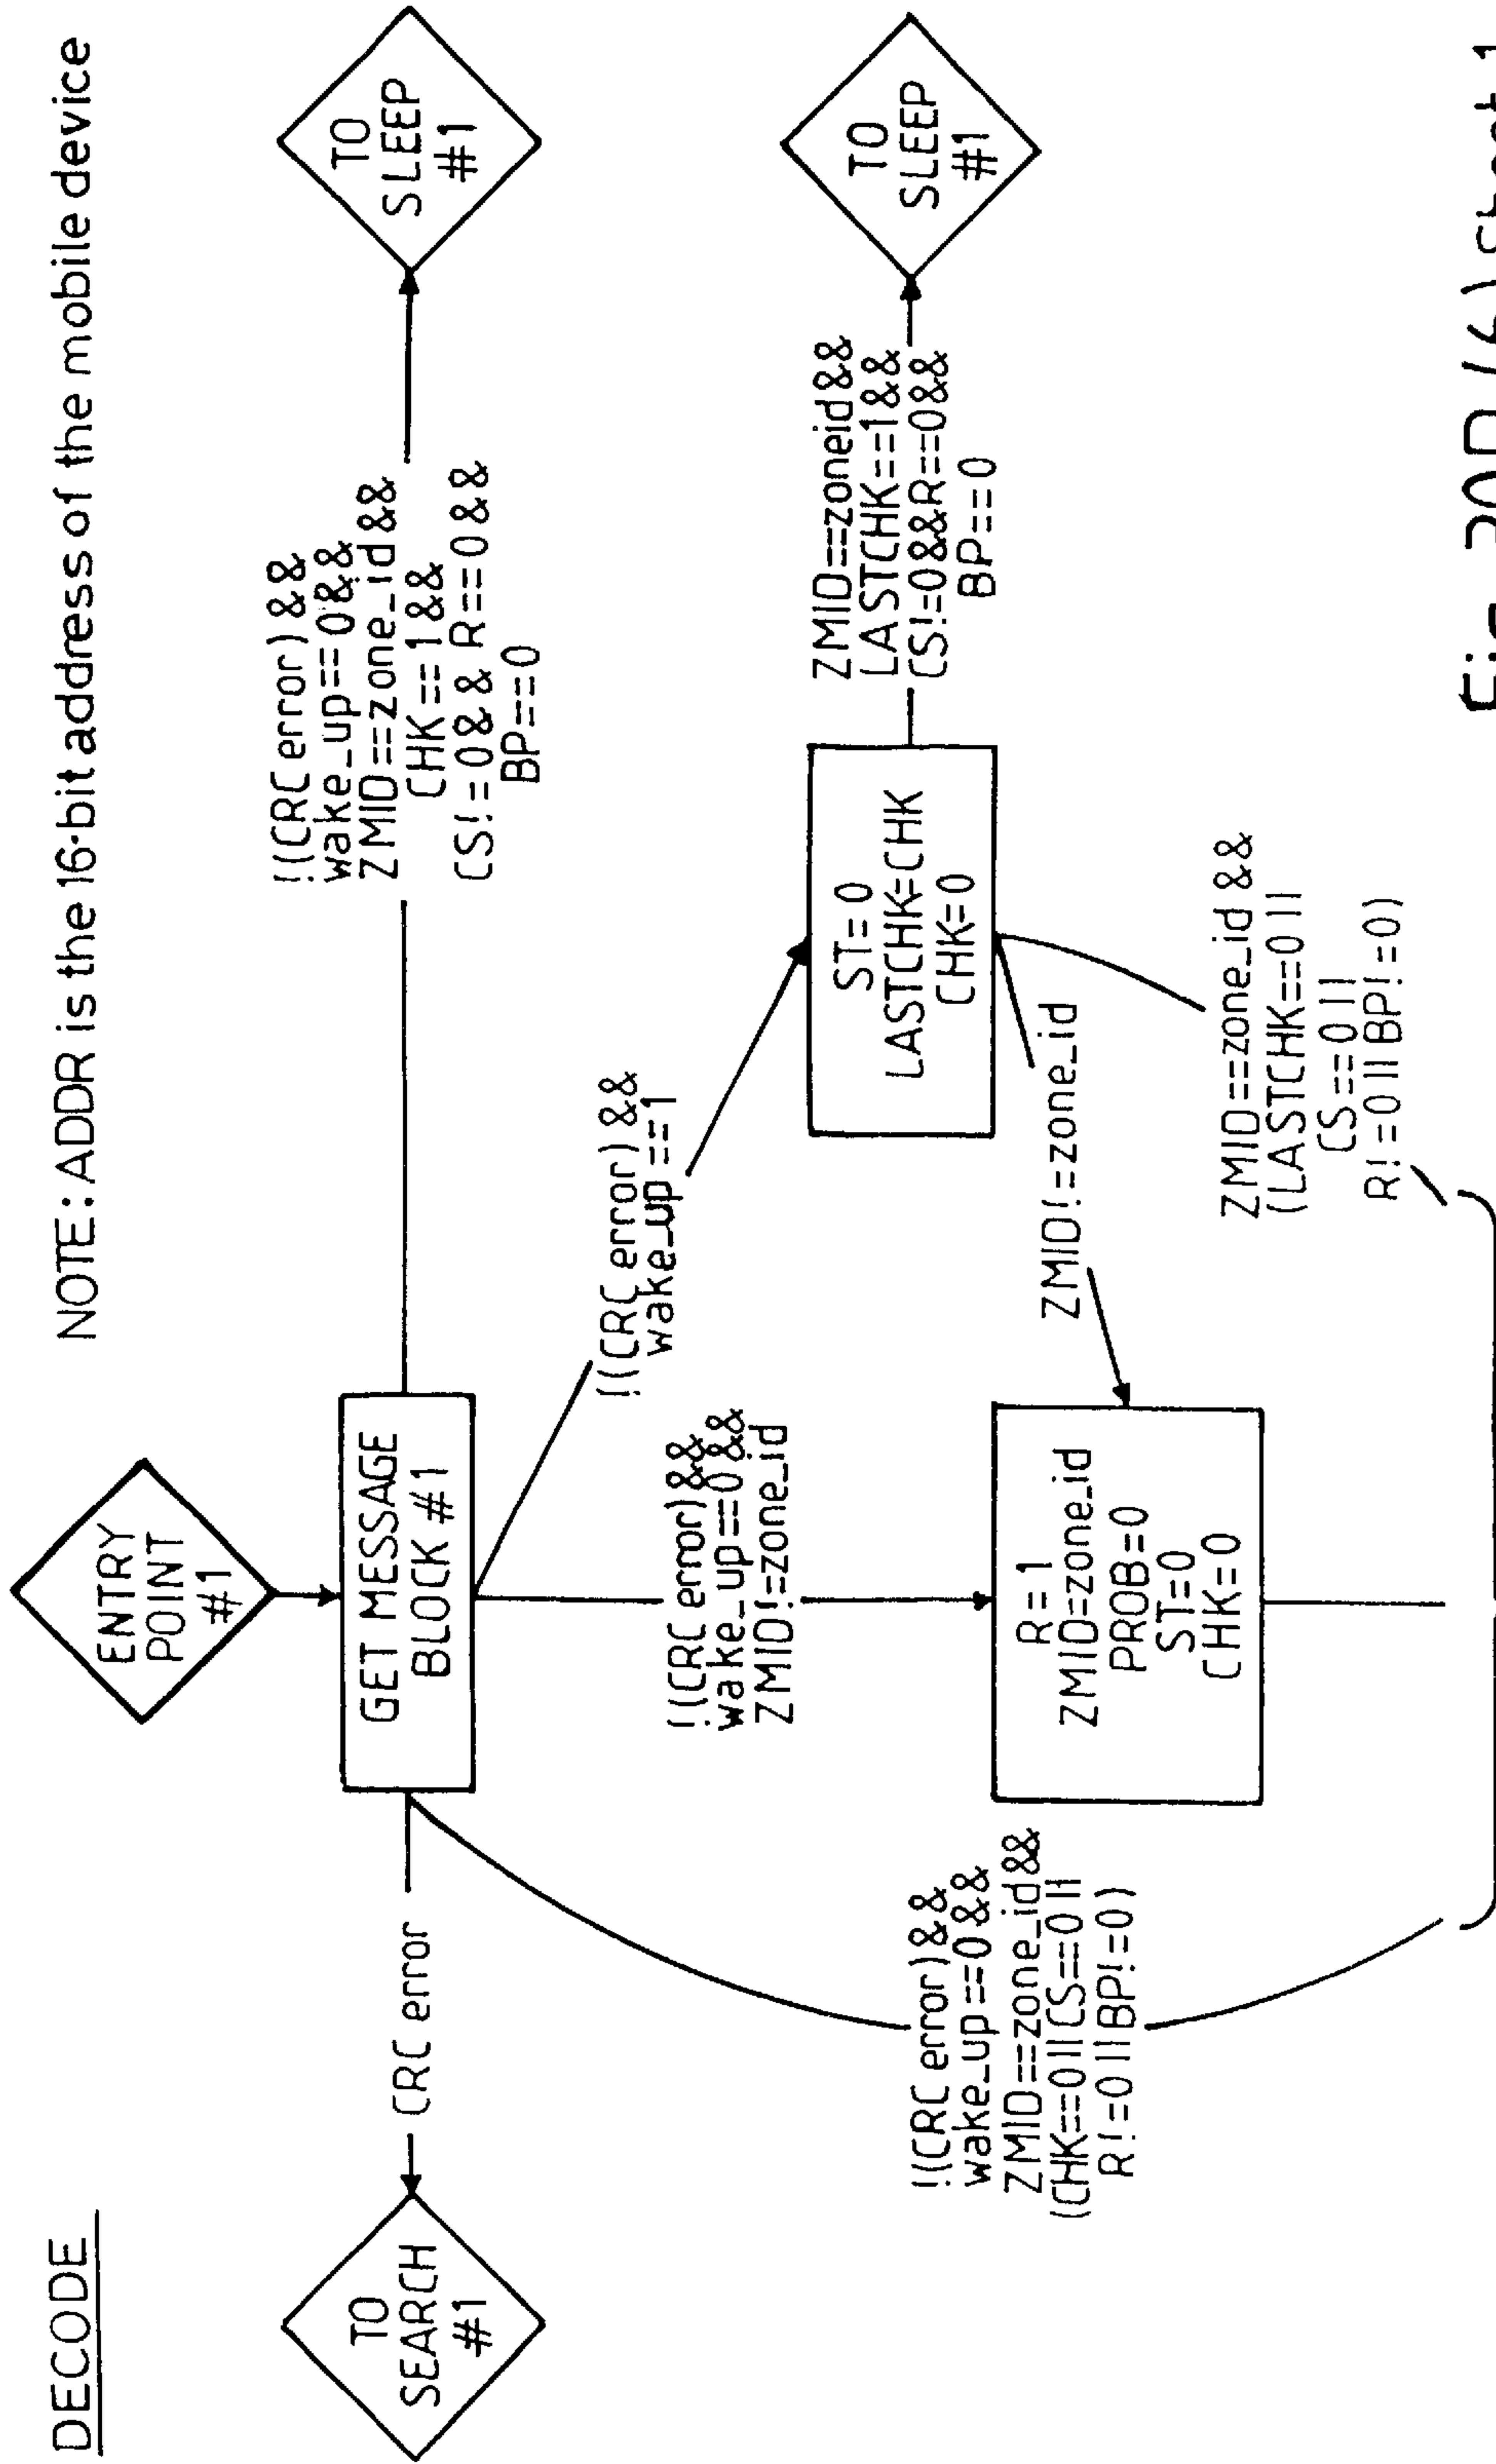 DECODE
NOTE: ADDR is the 16-bit address of the mobile device
ENTRY
POINT
#1
TO
SEARCH
#1
CRC error
GET MESSAGE
BLOCK #1
!(CRC error) &&
wake_up==0&&
ZMID==zone_id &&
CHK==1&&
CS!=0&& R==0&&
BP==0
TO
SLEEP
#1
!(CRC error) &&
wake_up==1
!(CRC error)&&
wake_up==0 &&
ZMID!=zone_id
ST=0
LASTCHK=CHK
CHK=0
ZMID==zoneid&&
LASTCHK==1&&
CS!=0&&R==0&&
BP==0
TO
SLEEP
#1
!(CRC error)&&
wake_up==0 &&
ZMID==zone_id&&
(CHK==0||CS==0||
R!=0||BP!=0)
R=1
ZMID=zone_id
PROB=0
ST=0
CHK=0
ZMID!=zone_id
ZMID==zone_id &&
(LASTCHK==0||
CS==0||
R!=0||BP!=0)